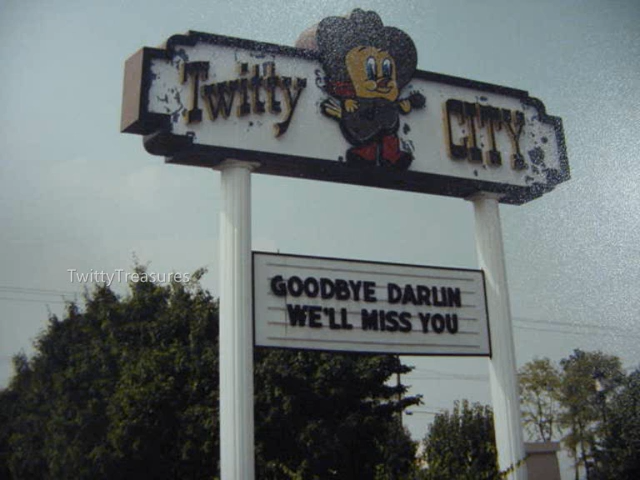 Twitty CITY
TwittyTreasures
GOODBYE DARLIN
WE'LL MISS YOU